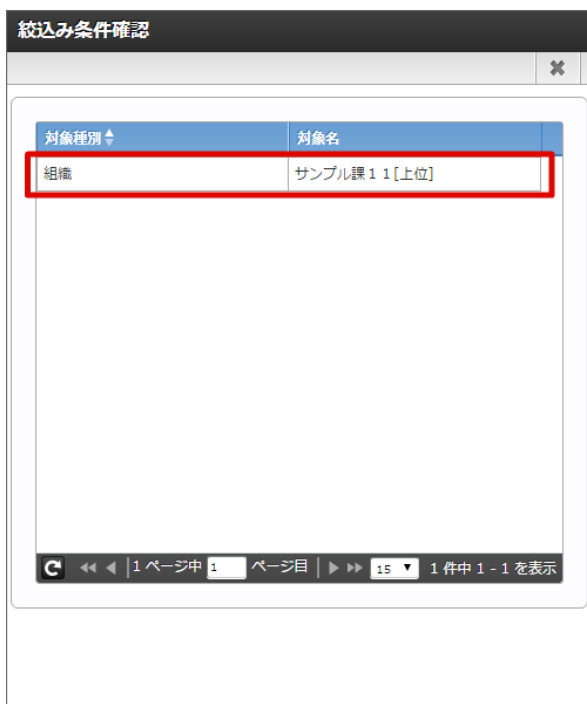 絞込み条件確認
対象種別 対象名
組織 サンプル課１１[上位]
1 ページ中 1 ページ目 15 1 件中 1 - 1 を表示